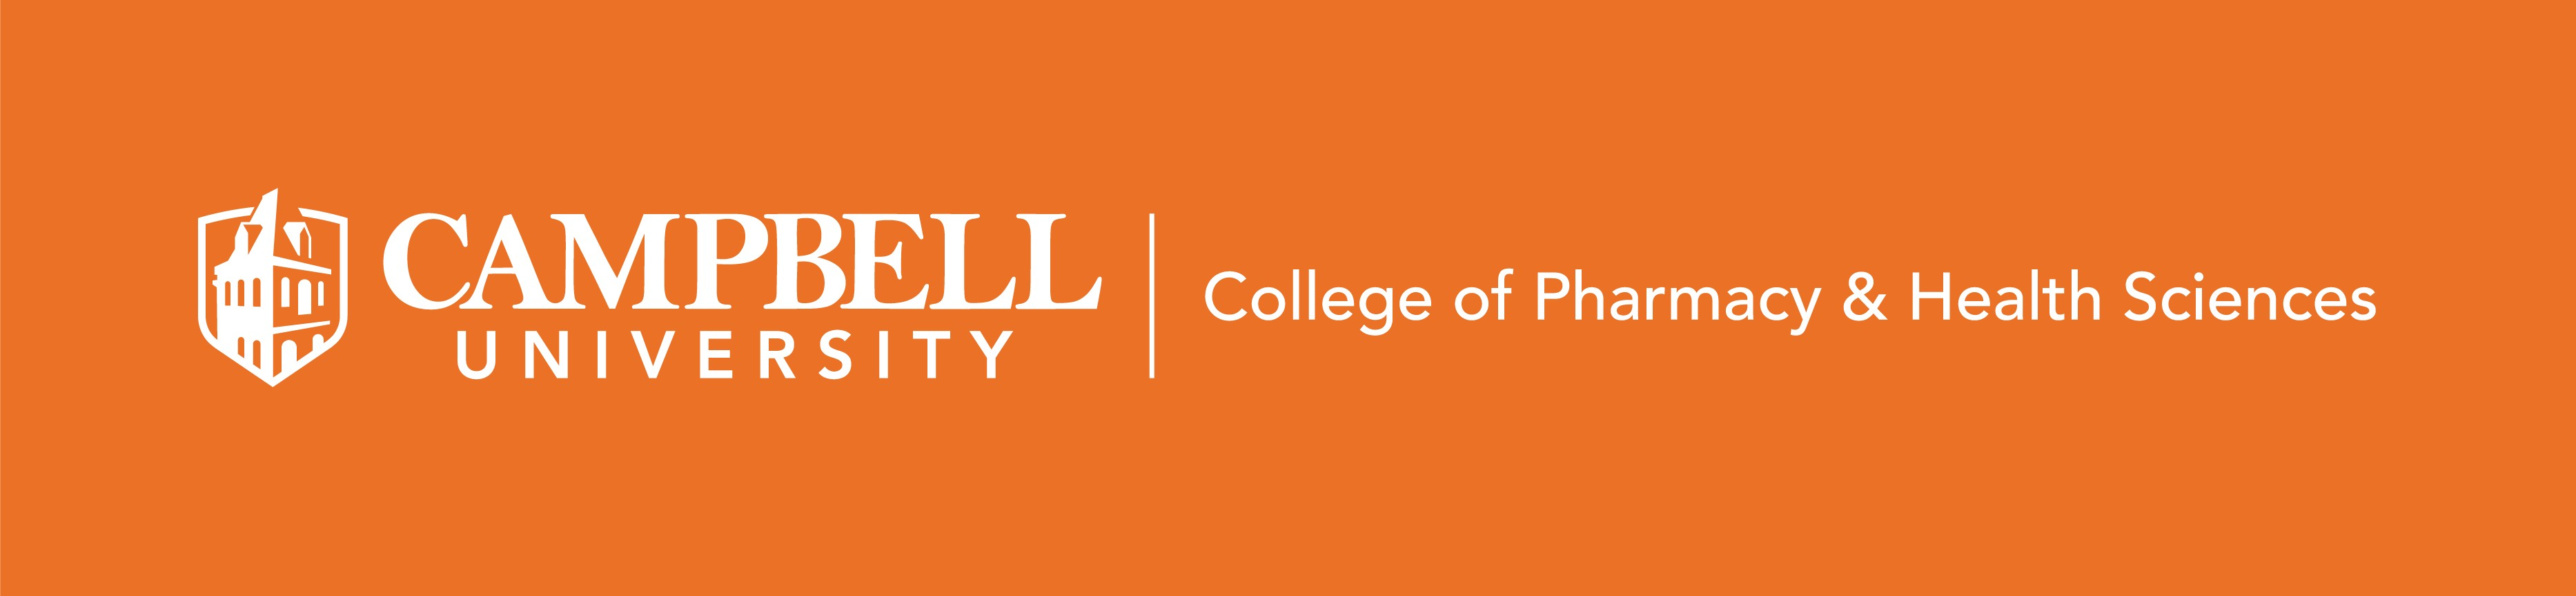 CAMPBELL
UNIVERSITY
College of Pharmacy & Health Sciences